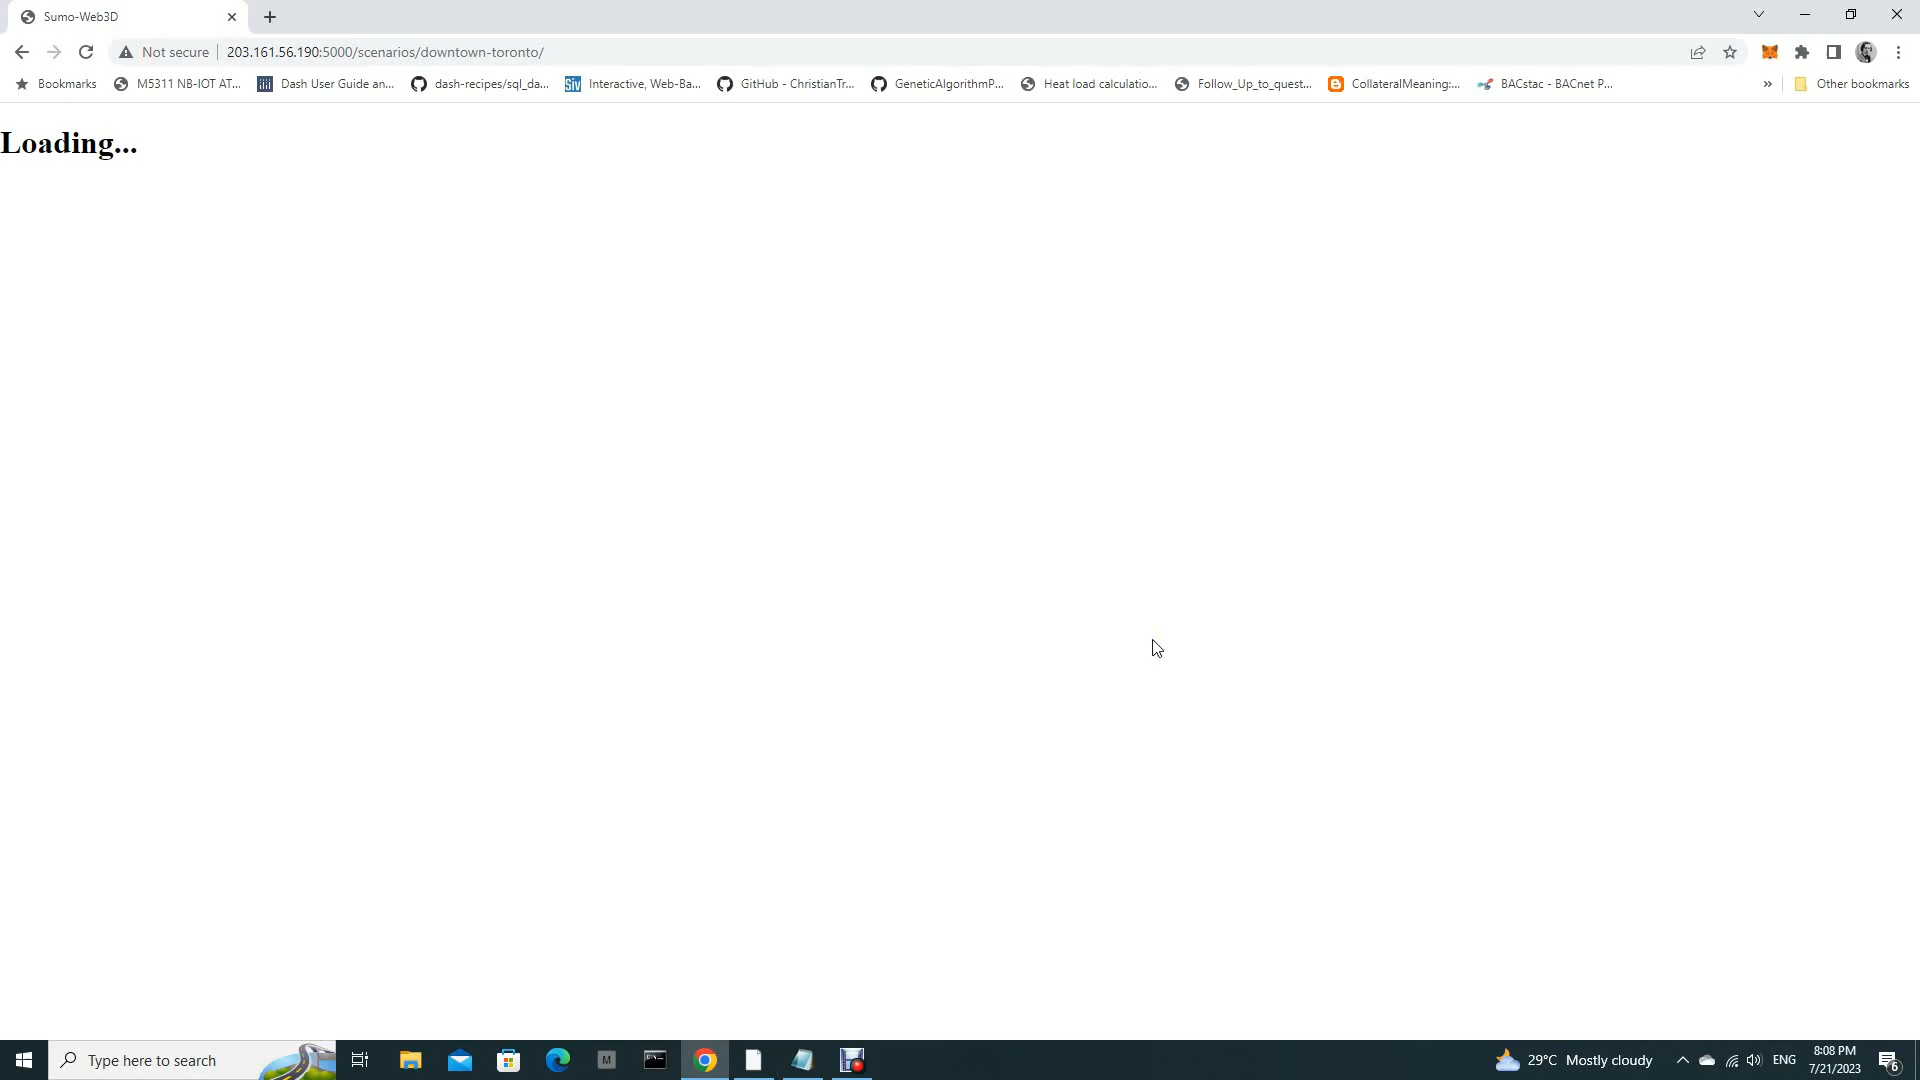 Sumo-Web3D
Not secure
203.161.56.190:5000/scenarios/downtown-toronto/
Bookmarks
M5311 NB-IOT AT...
Dash User Guide an...
dash-recipes/sql_da...
Siv
Interactive, Web-Ba...
GitHub - ChristianTr...
GeneticAlgorithmP...
Heat load calculatio...
Follow_Up_to_quest...
CollateralMeaning:...
BACstac - BACnet P...
»
Other bookmarks
Loading...
Type here to search
M
29°C Mostly cloudy
ENG
8:08 PM
7/21/2023
6